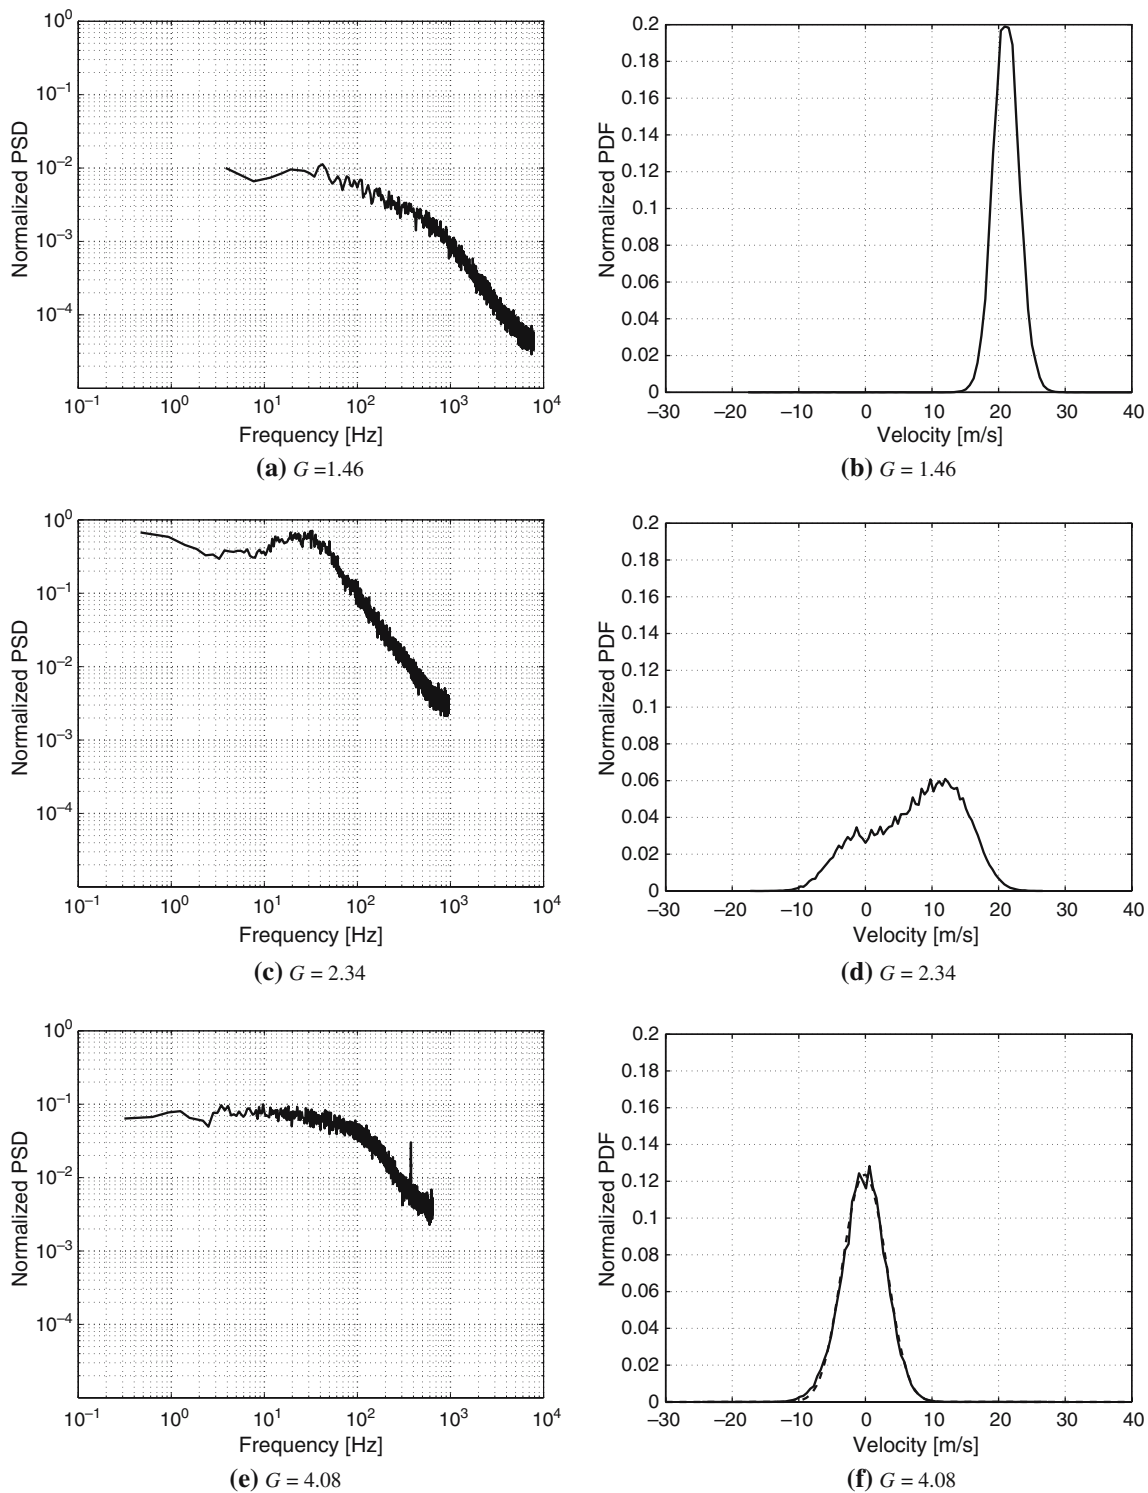 10^0
10^–1
10^–2
10^–3
10^–4
Normalized PSD
10^–1 10^0 10^1 10^2 10^3 10^4
Frequency [Hz]
(a) G =1.46
0.2
0.18
0.16
0.14
0.12
0.1
0.08
0.06
0.04
0.02
0
Normalized PDF
–30 –20 –10 0 10 20 30 40
Velocity [m/s]
(b) G = 1.46
10^0
10^–1
10^–2
10^–3
10^–4
Normalized PSD
10^–1 10^0 10^1 10^2 10^3 10^4
Frequency [Hz]
(c) G = 2.34
0.2
0.18
0.16
0.14
0.12
0.1
0.08
0.06
0.04
0.02
0
Normalized PDF
–30 –20 –10 0 10 20 30 40
Velocity [m/s]
(d) G = 2.34
10^0
10^–1
10^–2
10^–3
10^–4
Normalized PSD
10^–1 10^0 10^1 10^2 10^3 10^4
Frequency [Hz]
(e) G = 4.08
0.2
0.18
0.16
0.14
0.12
0.1
0.08
0.06
0.04
0.02
0
Normalized PDF
–30 –20 –10 0 10 20 30 40
Velocity [m/s]
(f) G = 4.08